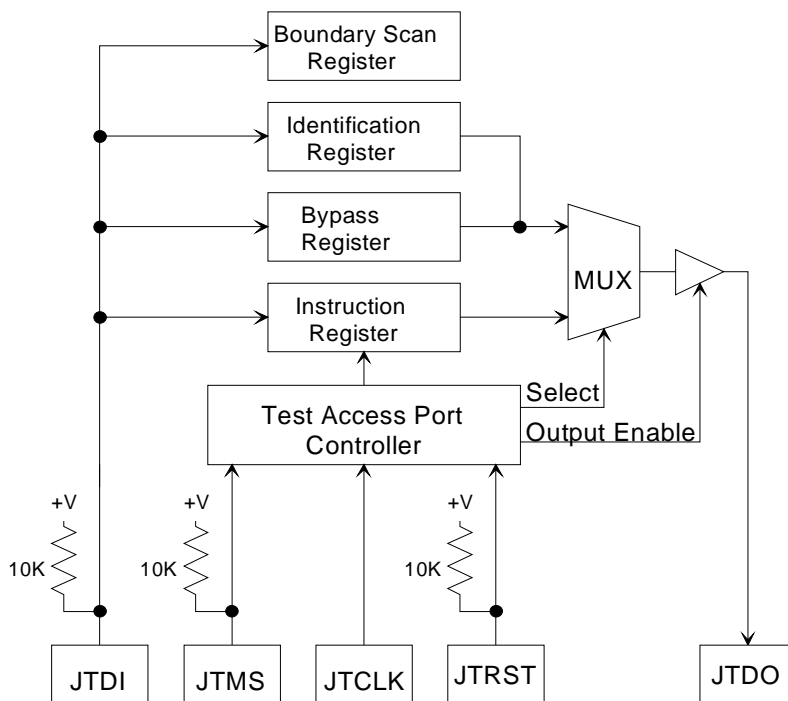 Boundary Scan
Register
Identification
Register
Bypass
Register
MUX
Instruction
Register
Select
Test Access Port
Controller
Output Enable
+V
+V
+V
10K
10K
10K
JTDI
JTMS
JTCLK
JTRST
JTDO